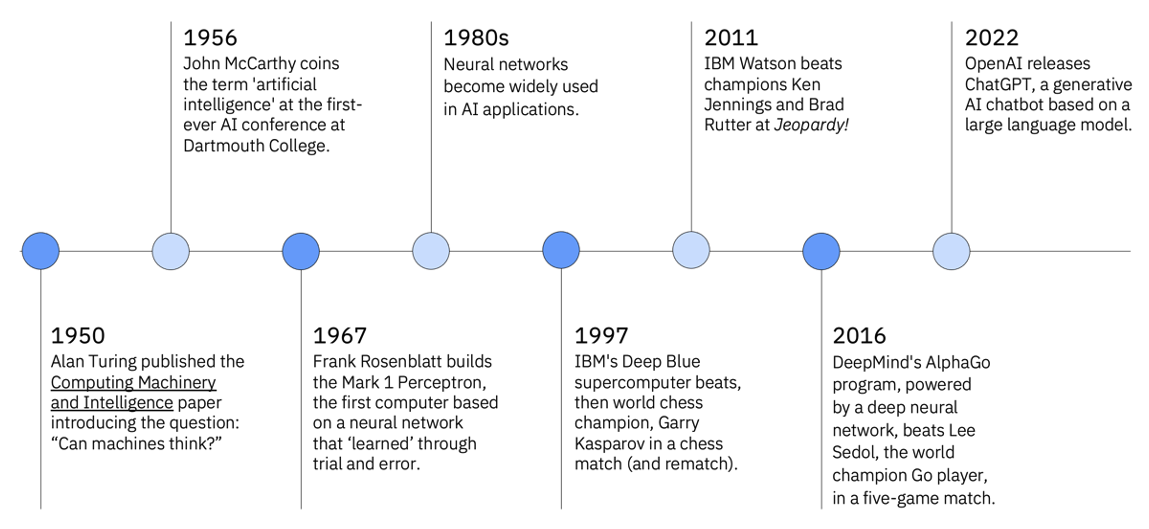 1956
John McCarthy coins
the term 'artificial
intelligence' at the first-
ever AI conference at
Dartmouth College.
1980s
Neural networks
become widely used
in AI applications.
2011
IBM Watson beats
champions Ken
Jennings and Brad
Rutter at Jeopardy!
2022
OpenAI releases
ChatGPT, a generative
AI chatbot based on a
large language model.
1950
Alan Turing published the
Computing Machinery
and Intelligence paper
introducing the question:
“Can machines think?”
1967
Frank Rosenblatt builds
the Mark 1 Perceptron,
the first computer based
on a neural network
that ‘learned’ through
trial and error.
1997
IBM's Deep Blue
supercomputer beats,
then world chess
champion, Garry
Kasparov in a chess
match (and rematch).
2016
DeepMind's AlphaGo
program, powered
by a deep neural
network, beats Lee
Sedol, the world
champion Go player,
in a five-game match.